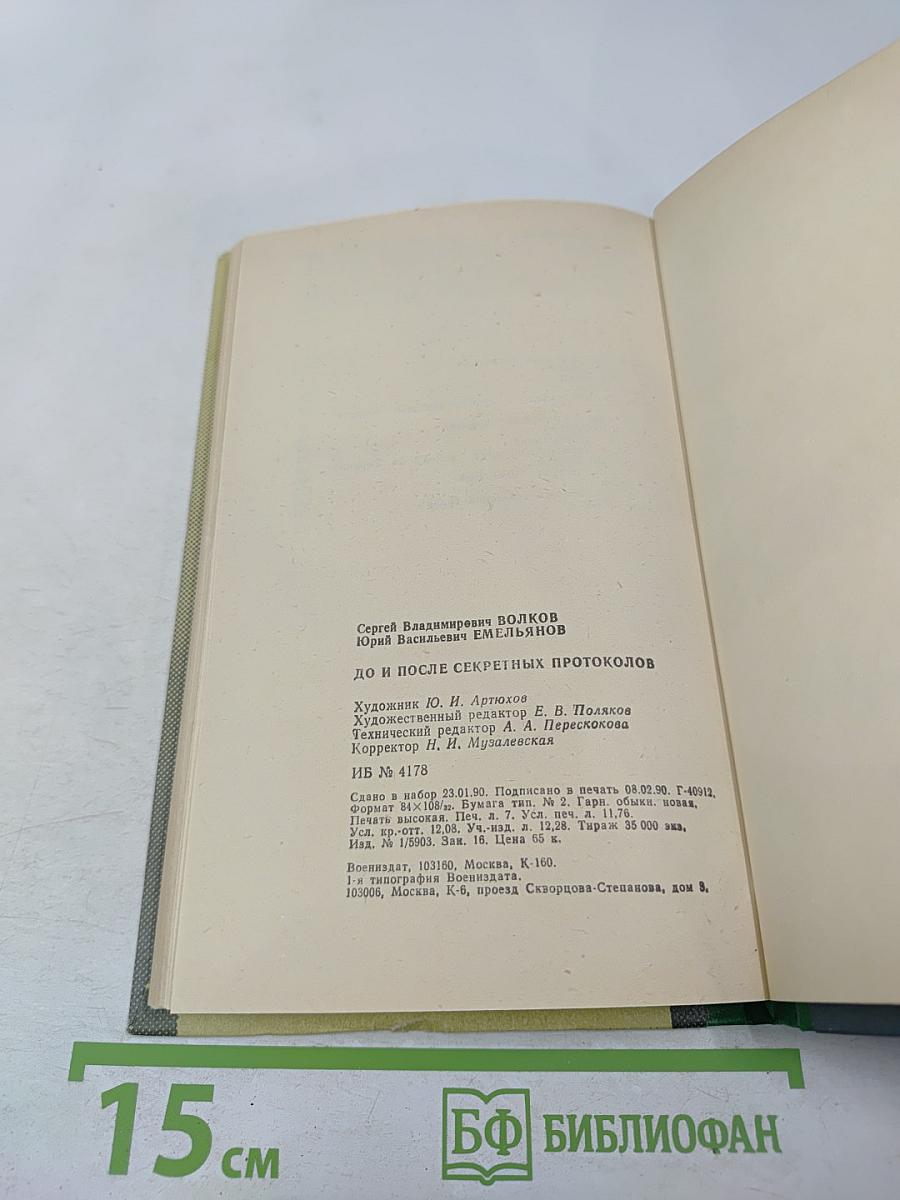 Сергей Владимирович ВОЛКОВ
Юрий Васильевич ЕМЕЛЬЯНОВ
ДО И ПОСЛЕ СЕКРЕТНЫХ ПРОТОКОЛОВ
Художник Ю. И. Артюхов
Художественный редактор Е. В. Поляков
Технический редактор А. А. Перескокова
Корректор Н. И. Музалевская
ИБ № 4178
Сдано в набор 23.01.90. Подписано в печать 08.02.90. Г-40912.
Формат 84×108/32. Бумага тип. № 2. Гарн. обыкн. новая.
Печать высокая. Печ. л. 7. Усл. печ. л. 11,76.
Усл. кр.-отт. 12,08. Уч.-изд. л. 12,28. Тираж 35 000 экз.
Изд. № 1/5903. Зак. 16. Цена 65 к.
Воениздат, 103160, Москва, К-160.
1-я типография Воениздата.
103006, Москва, К-6, проезд Скворцова-Степанова, дом 3.
15 см
БФ БИБЛИОФАН